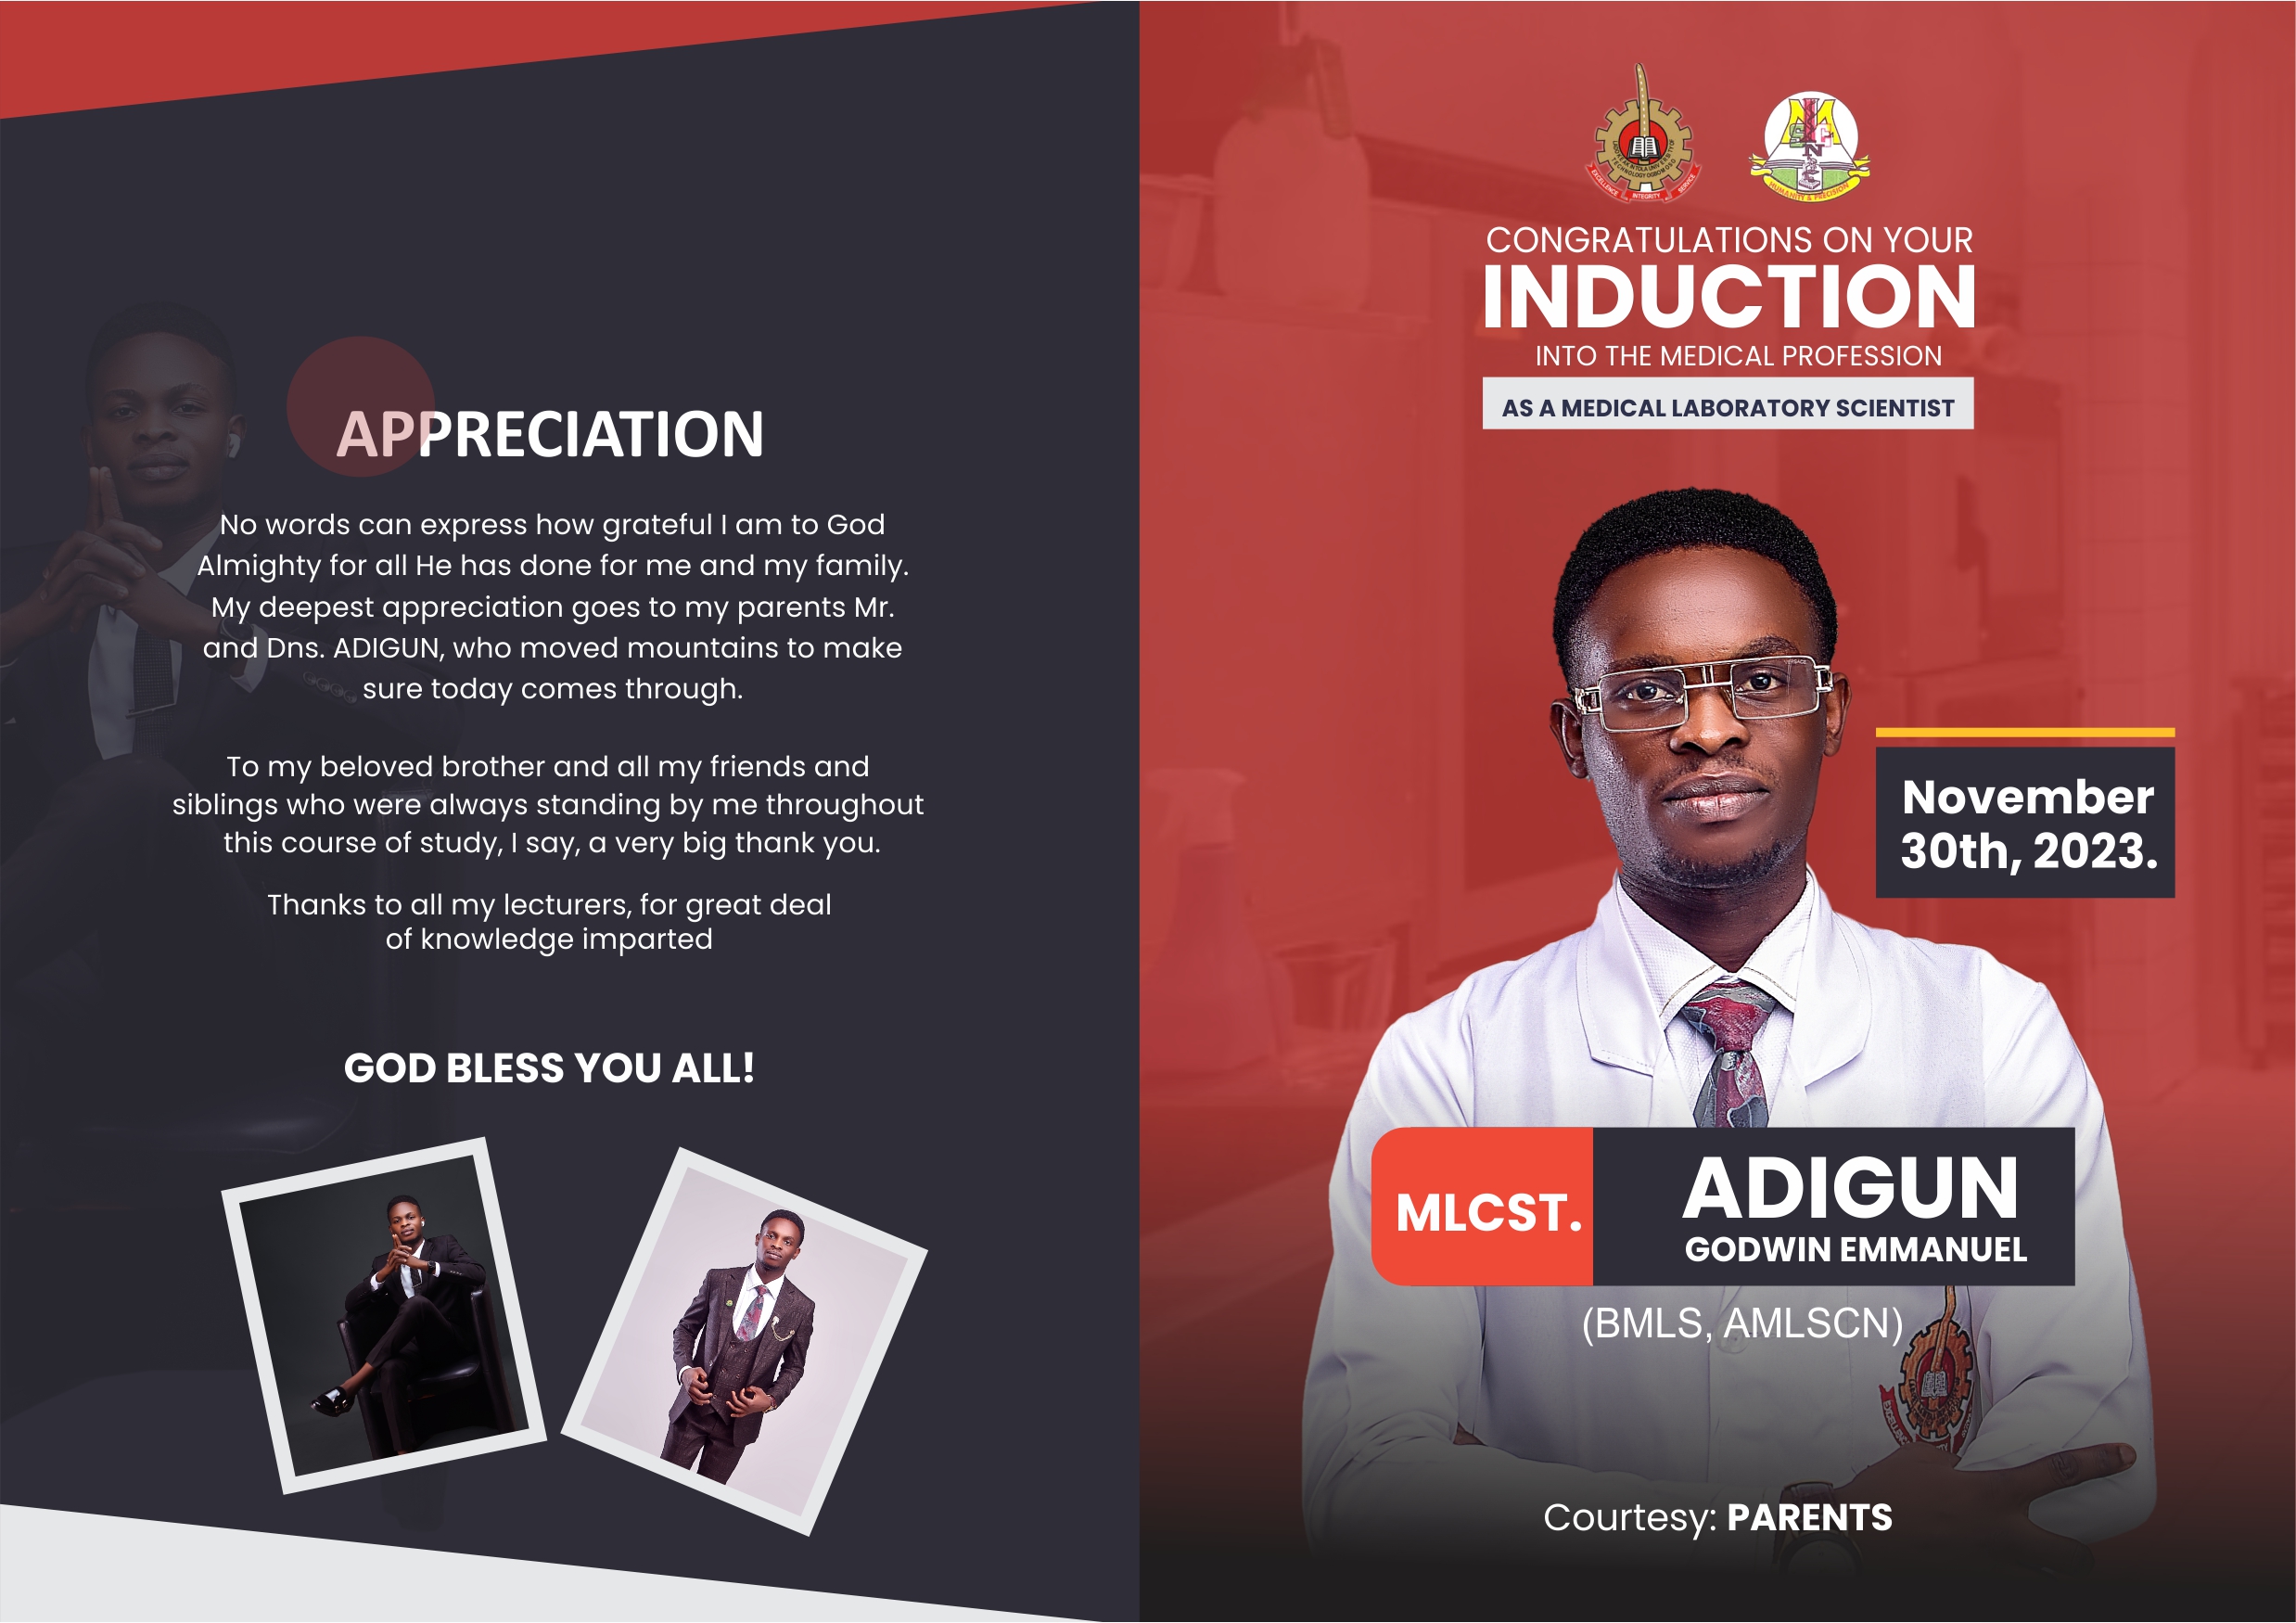 APPRECIATION
No words can express how grateful I am to God
Almighty for all He has done for me and my family.
My deepest appreciation goes to my parents Mr.
and Dns. ADIGUN, who moved mountains to make
sure today comes through.
To my beloved brother and all my friends and
siblings who were always standing by me throughout
this course of study, I say, a very big thank you.
Thanks to all my lecturers, for great deal
of knowledge imparted
GOD BLESS YOU ALL!
EXCELLENCE INTEGRITY SERVICE
HUMANITY & PRECISION
CONGRATULATIONS ON YOUR
INDUCTION
INTO THE MEDICAL PROFESSION
AS A MEDICAL LABORATORY SCIENTIST
November
30th, 2023.
MLCST.
ADIGUN
GODWIN EMMANUEL
(BMLS, AMLSCN)
Courtesy: PARENTS